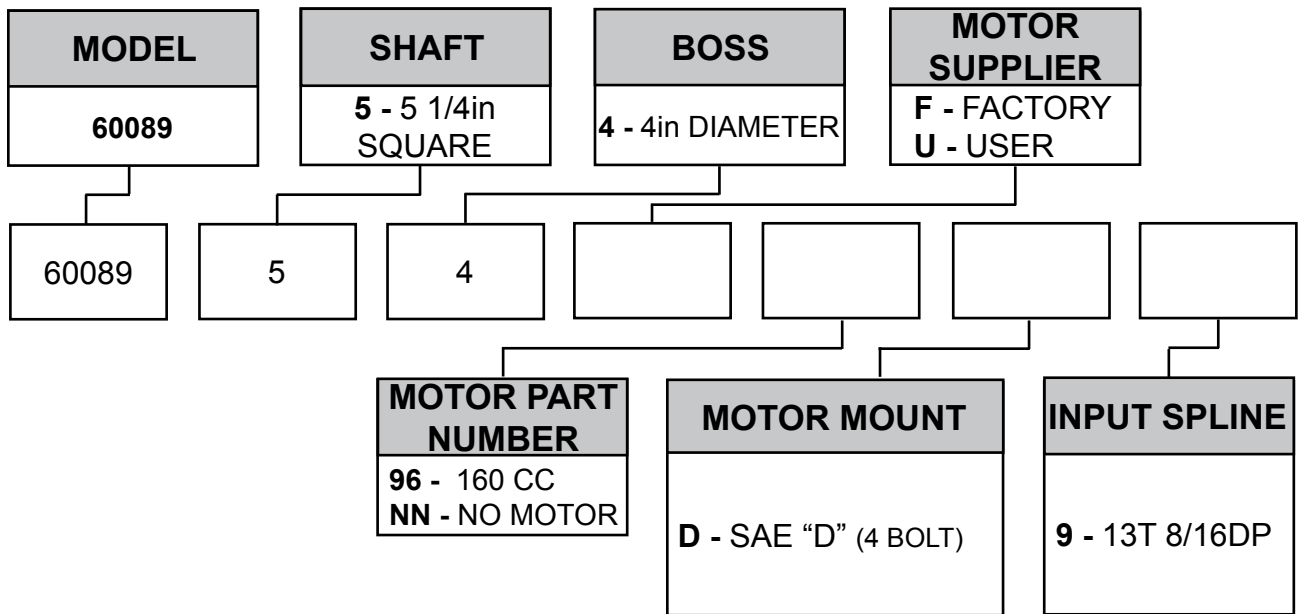 MODEL
60089
SHAFT
5 - 5 1/4in
SQUARE
BOSS
4 - 4in DIAMETER
MOTOR
SUPPLIER
F - FACTORY
U - USER
60089
5
4
MOTOR PART
NUMBER
96 - 160 CC
NN - NO MOTOR
MOTOR MOUNT
D - SAE “D” (4 BOLT)
INPUT SPLINE
9 - 13T 8/16DP